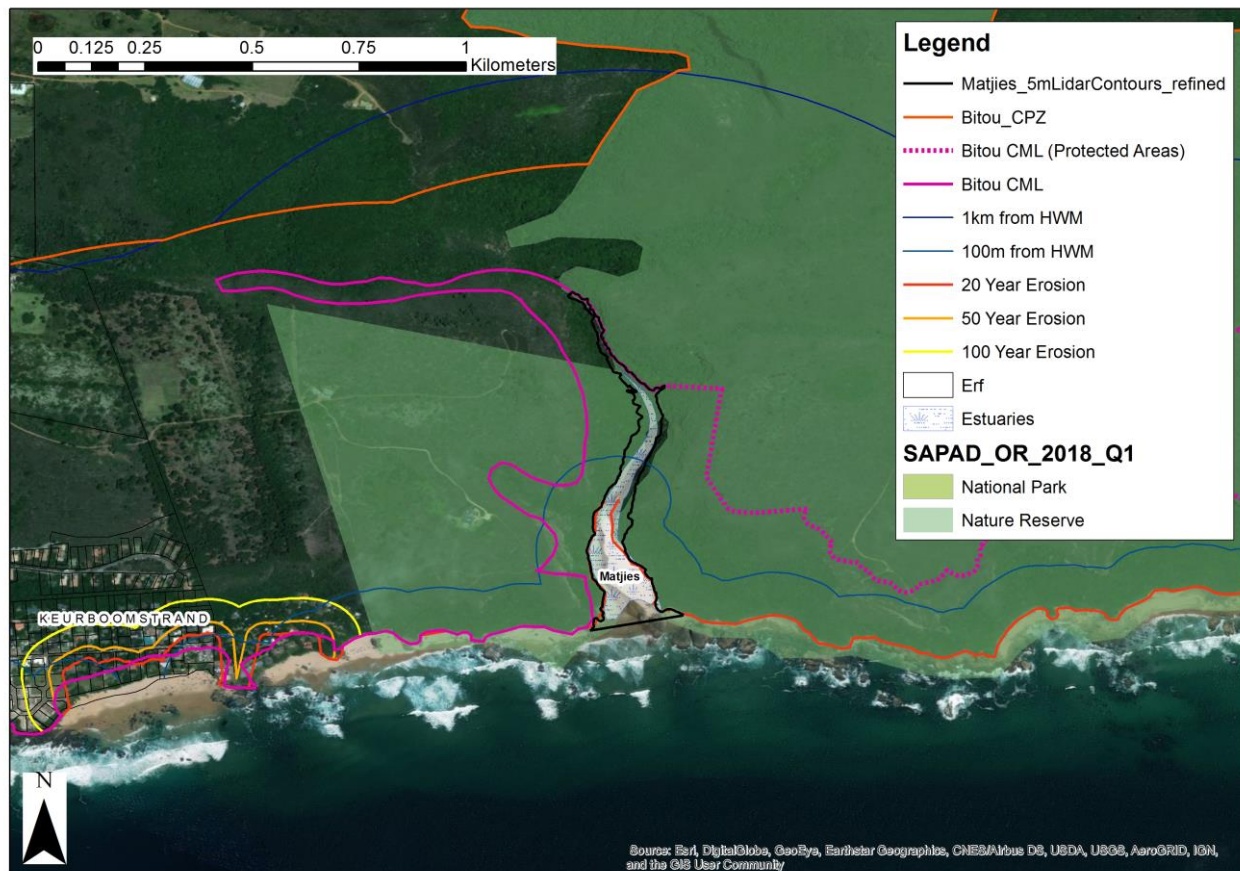 0 0.125 0.25 0.5 0.75 1
Kilometers
Legend
Matjies_5mLidarContours_refined
Bitou_CPZ
Bitou CML (Protected Areas)
Bitou CML
1km from HWM
100m from HWM
20 Year Erosion
50 Year Erosion
100 Year Erosion
Erf
Estuaries
SAPAD_OR_2018_Q1
National Park
Nature Reserve
Matjies
KEURBOOMSTRAND
N
Source: Esri, DigitalGlobe, GeoEye, Earthstar Geographics, CNES/Airbus DS, USDA, USGS, AeroGRID, IGN,
and the GIS User Community